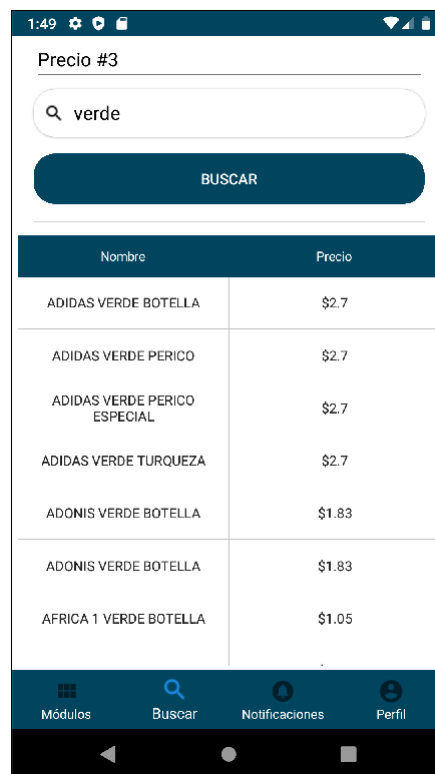 1:49
Precio #3
verde
BUSCAR
Nombre Precio
ADIDAS VERDE BOTELLA $2.7
ADIDAS VERDE PERICO $2.7
ADIDAS VERDE PERICO
ESPECIAL $2.7
ADIDAS VERDE TURQUEZA $2.7
ADONIS VERDE BOTELLA $1.83
ADONIS VERDE BOTELLA $1.83
AFRICA 1 VERDE BOTELLA $1.05
Módulos Buscar Notificaciones Perfil